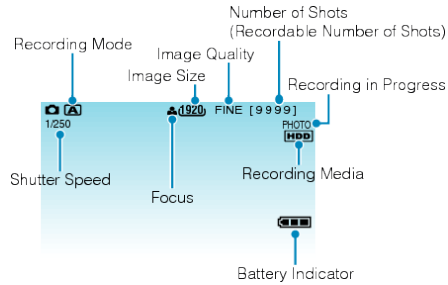 Number of Shots
(Recordable Number of Shots)
Recording Mode
Image Quality
Image Size
Recording in Progress
A 1920 FINE [9999]
1/250
PHOTO
HDD
Shutter Speed
Focus
Recording Media
Battery Indicator